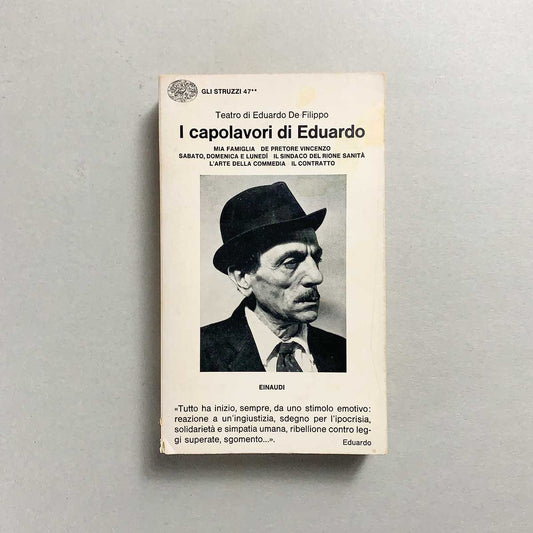 GLI STRUZZI 47**
Teatro di Eduardo De Filippo
I capolavori di Eduardo
MIA FAMIGLIA DE PRETORE VINCENZO
SABATO, DOMENICA E LUNEDÌ IL SINDACO DEL RIONE SANITÀ
L'ARTE DELLA COMMEDIA IL CONTRATTO
EINAUDI
«Tutto ha inizio, sempre, da uno stimolo emotivo:
reazione a un'ingiustizia, sdegno per l'ipocrisia,
solidarietà e simpatia umana, ribellione contro leg-
gi superate, sgomento...».
Eduardo